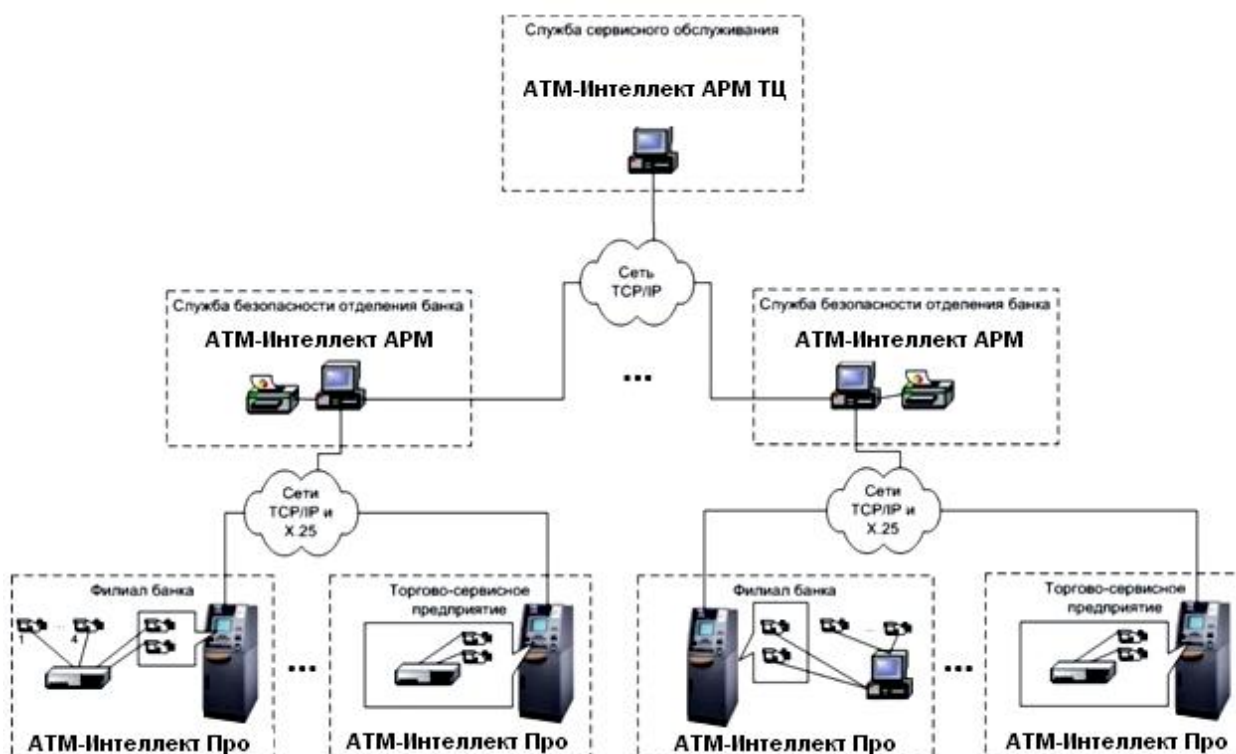 Служба сервисного обслуживания
АТМ-Интеллект АРМ ТЦ
Сеть
TCP/IP
Служба безопасности отделения банка
АТМ-Интеллект АРМ
...
Служба безопасности отделения банка
АТМ-Интеллект АРМ
Сети
TCP/IP и
X.25
Сети
TCP/IP и
X.25
Филиал банка
1 ... 4
АТМ-Интеллект Про
...
Торгово-сервисное
предприятие
АТМ-Интеллект Про
Филиал банка
...
АТМ-Интеллект Про
...
Торгово-сервисное
предприятие
АТМ-Интеллект Про